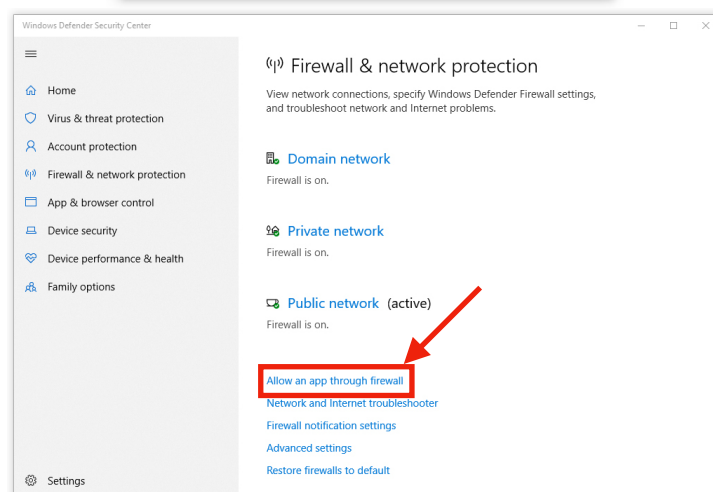 Windows Defender Security Center
Home
Virus & threat protection
Account protection
Firewall & network protection
App & browser control
Device security
Device performance & health
Family options
Settings
Firewall & network protection
View network connections, specify Windows Defender Firewall settings,
and troubleshoot network and Internet problems.
Domain network
Firewall is on.
Private network
Firewall is on.
Public network (active)
Firewall is on.
Allow an app through firewall
Network and Internet troubleshooter
Firewall notification settings
Advanced settings
Restore firewalls to default